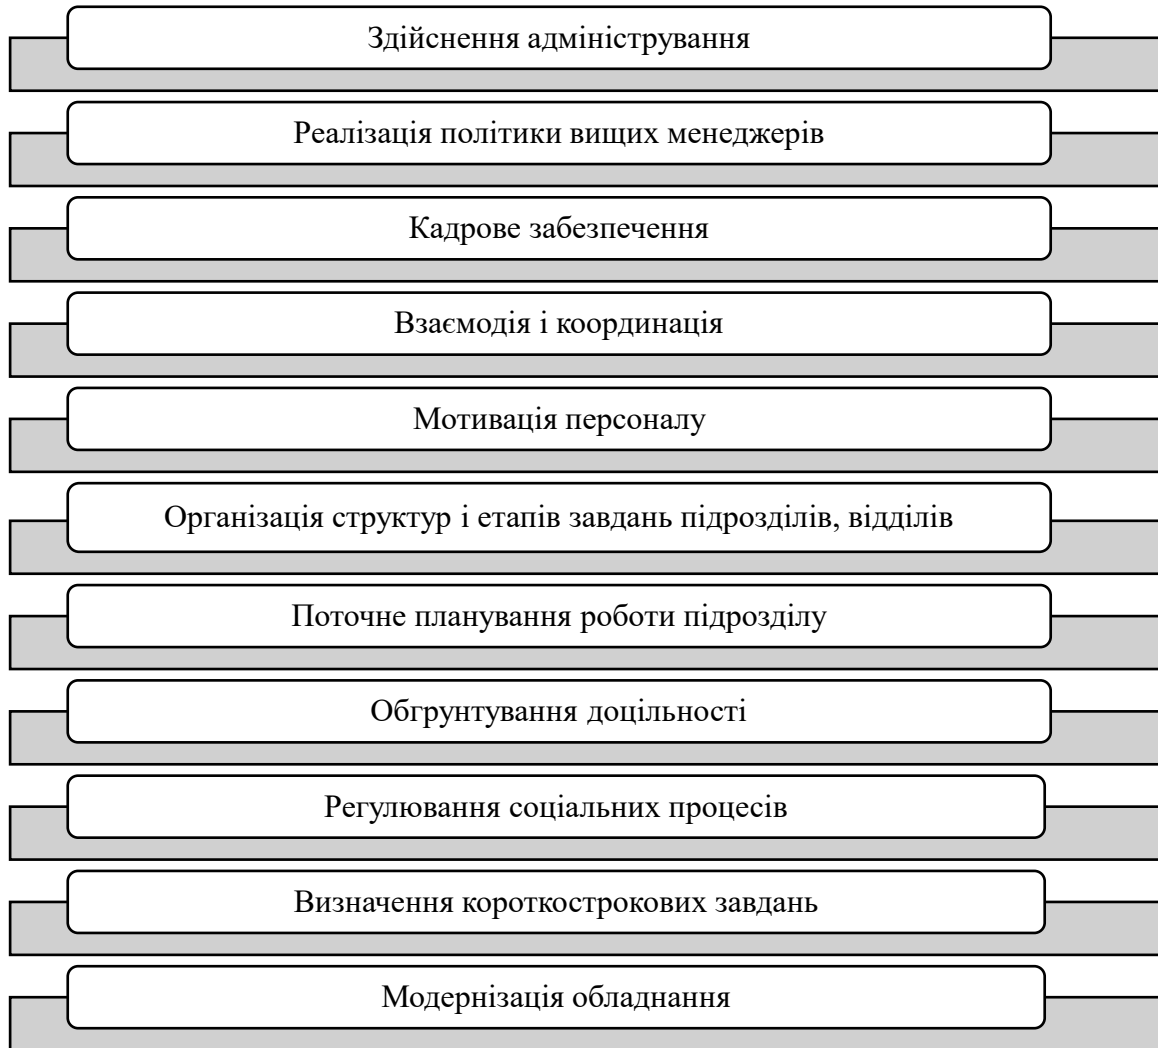 Здійснення адміністрування
Реалізація політики вищих менеджерів
Кадрове забезпечення
Взаємодія і координація
Мотивація персоналу
Організація структур і етапів завдань підрозділів, відділів
Поточне планування роботи підрозділу
Обгрунтування доцільності
Регулювання соціальних процесів
Визначення короткострокових завдань
Модернізація обладнання